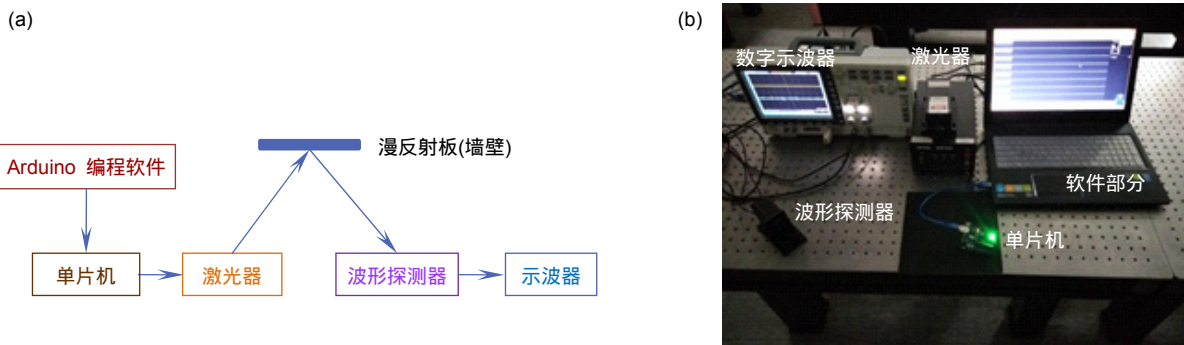 (a)
(b)
数字示波器
激光器
漫反射板(墙壁)
Arduino 编程软件
软件部分
波形探测器
单片机
单片机
激光器
波形探测器
示波器